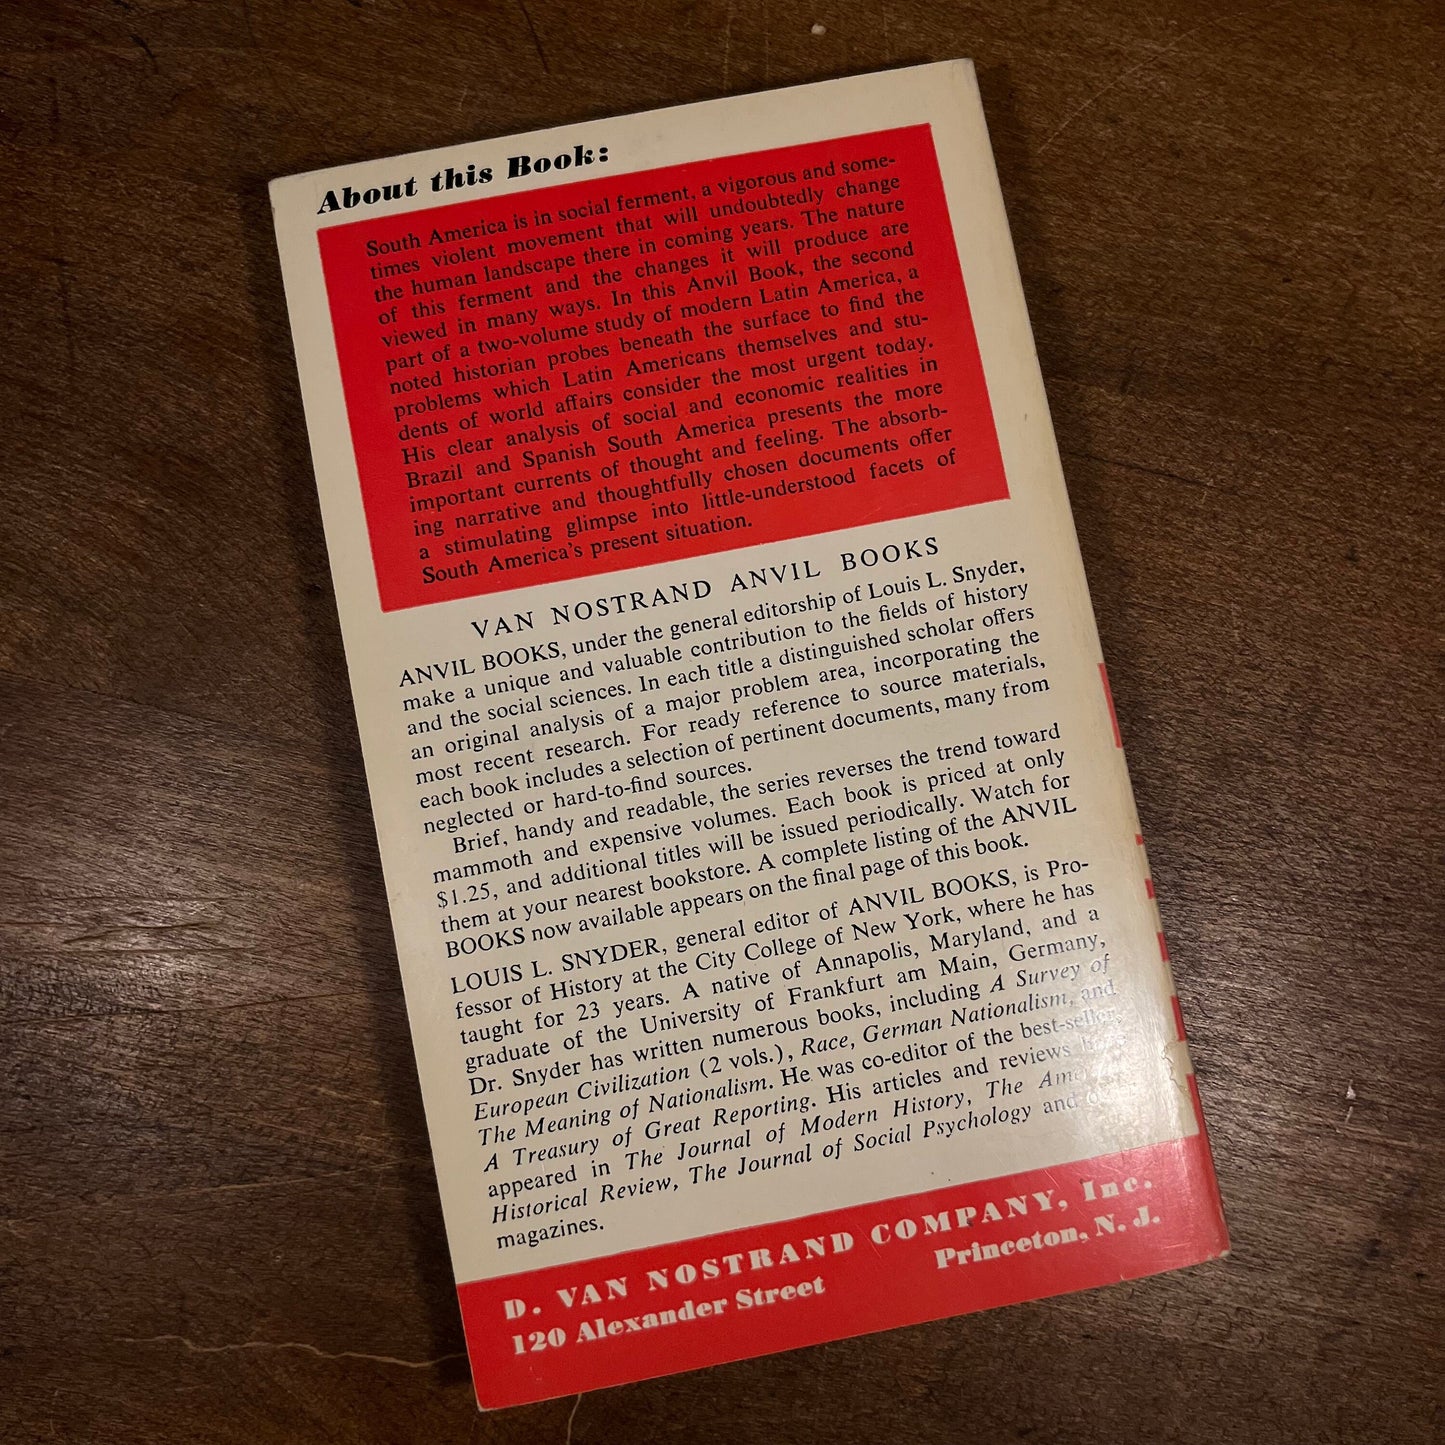 About this Book:
South America is in social ferment, a vigorous and some-
times violent movement that will undoubtedly change
the human landscape there in coming years. The nature
of this ferment and the changes it will produce are
viewed in many ways. In this Anvil Book, the second
part of a two-volume study of modern Latin America, a
noted historian probes beneath the surface to find the
problems which Latin Americans themselves and stu-
dents of world affairs consider the most urgent today.
His clear analysis of social and economic realities in
Brazil and Spanish South America presents the more
important currents of thought and feeling. The absorb-
ing narrative and thoughtfully chosen documents offer
a stimulating glimpse into little-understood facets of
South America's present situation.
VAN NOSTRAND ANVIL BOOKS
ANVIL BOOKS, under the general editorship of Louis L. Snyder,
make a unique and valuable contribution to the fields of history
and the social sciences. In each title a distinguished scholar offers
an original analysis of a major problem area, incorporating the
most recent research. For ready reference to source materials,
each book includes a selection of pertinent documents, many from
neglected or hard-to-find sources.
Brief, handy and readable, the series reverses the trend toward
mammoth and expensive volumes. Each book is priced at only
$1.25, and additional titles will be issued periodically. Watch for
them at your nearest bookstore. A complete listing of the ANVIL
BOOKS now available appears on the final page of this book.
LOUIS L. SNYDER, general editor of ANVIL BOOKS, is Pro-
fessor of History at the City College of New York, where he has
taught for 23 years. A native of Annapolis, Maryland, and a
graduate of the University of Frankfurt am Main, Germany,
Dr. Snyder has written numerous books, including A Survey of
European Civilization (2 vols.), Race, German Nationalism, and
The Meaning of Nationalism. He was co-editor of the best-seller,
A Treasury of Great Reporting. His articles and reviews have
appeared in The Journal of Modern History, The American
Historical Review, The Journal of Social Psychology and
magazines.
D. VAN NOSTRAND COMPANY, Inc.
120 Alexander Street Princeton, N. J.